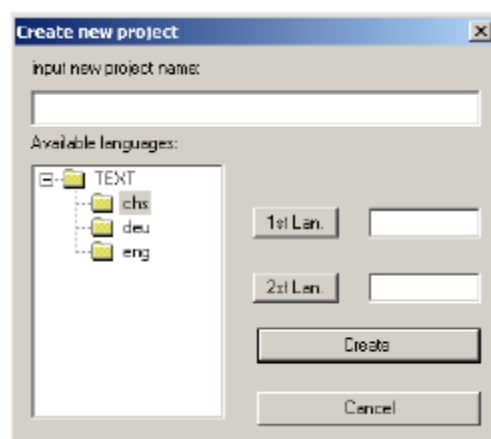 Create new project
input new project name:
Available languages:
TEXT
chs
deu
eng
1st Lan.
2st Lan.
Create
Cancel